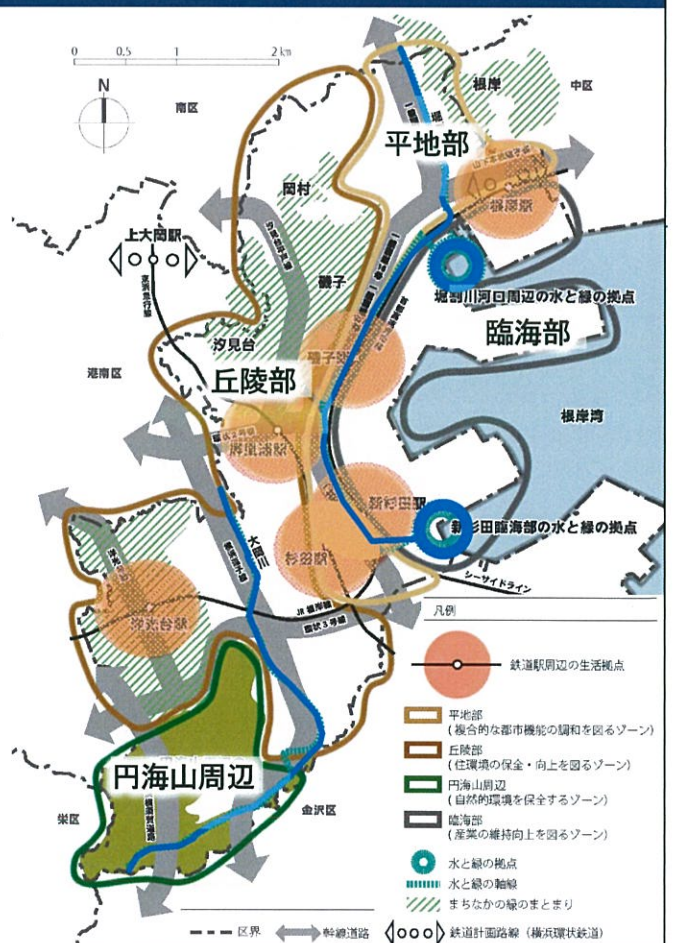 0 0.5 1 2km
N
南区
中区
根岸
平地部
岡村
根岸駅
上大岡駅
京浜急行線
磯子
堀割川河口周辺の水と緑の拠点
臨海部
汐見台
港南区
丘陵部
磯子駅
根岸湾
屏風浦駅
新杉田駅
新杉田臨海部の水と緑の拠点
大岡川
杉田駅
シーサイドライン
洋光台駅
JR根岸線
環状3号線
円海山周辺
金沢区
栄区
凡例
鉄道駅周辺の生活拠点
平地部
(複合的な都市機能の調和を図るゾーン)
丘陵部
(住環境の保全・向上を図るゾーン)
円海山周辺
(自然的環境を保全するゾーン)
臨海部
(産業の維持向上を図るゾーン)
水と緑の拠点
水と緑の軸線
まちなかの緑のまとまり
区界
幹線道路
鉄道計画路線(横浜環状鉄道)